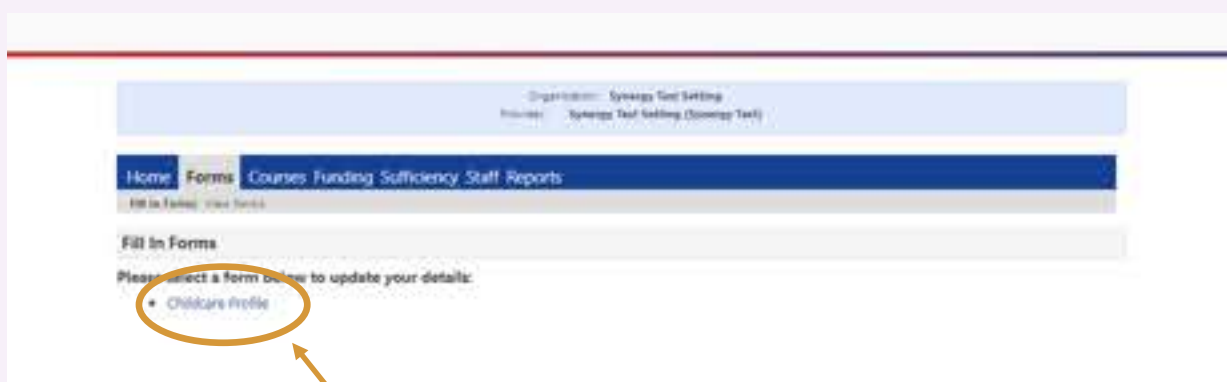 Organisation: Synergy Test Setting
Provider: Synergy Test Setting (Synergy Test)
Home Forms Courses Funding Sufficiency Staff Reports
Fill In Forms View Forms
Fill In Forms
Please select a form below to update your details:
Childcare Profile